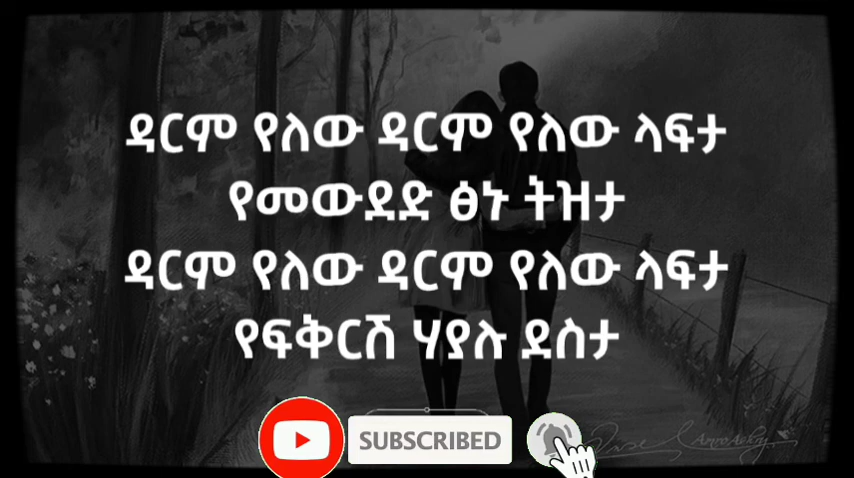 ዳርም የለው ዳርም የለው ላፍታ
የመውደድ ፅኑ ትዝታ
ዳርም የለው ዳርም የለው ላፍታ
የፍቅርሽ ሃያሉ ደስታ
SUBSCRIBED